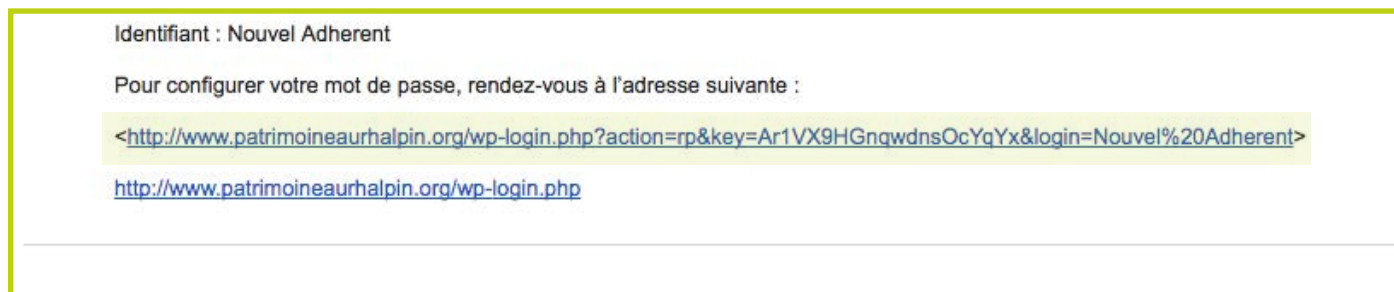 Identifiant : Nouvel Adherent
Pour configurer votre mot de passe, rendez-vous à l'adresse suivante :
<http://www.patrimoineaurhalpin.org/wp-login.php?action=rp&key=Ar1VX9HGnqwdnsOcYqYx&login=Nouvel%20Adherent>
http://www.patrimoineaurhalpin.org/wp-login.php